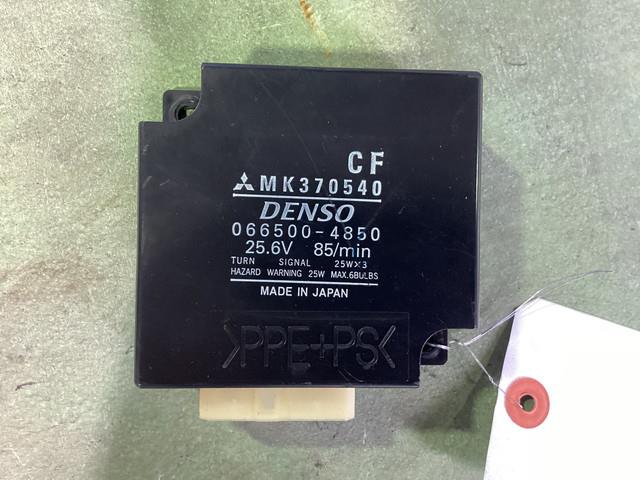 CF
MK370540
DENSO
066500-4850
25.6V 85/min
TURN SIGNAL 25W×3
HAZARD WARNING 25W MAX.6BULBS
MADE IN JAPAN
>PPE+PS<